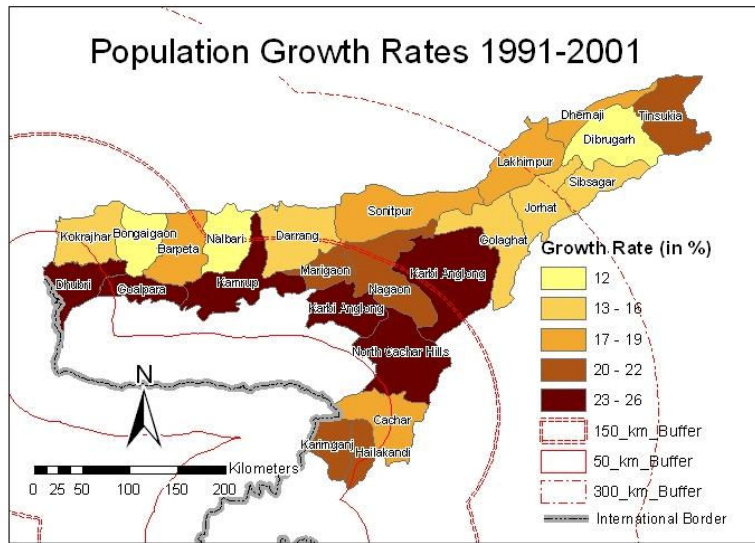 Population Growth Rates 1991-2001
Dhemaji
Tinsukia
Dibrugarh
Lakhimpur
Sibsagar
Jorhat
Sonitpur
Golaghat
Kokrajhar
Bongaigaon
Barpeta
Nalbari
Darrang
Dhubri
Goalpara
Kamrup
Marigaon
Nagaon
Karbi Anglong
Karbi Anglong
North Cachar Hills
Cachar
Karimganj
Hailakandi
N
Kilometers
0 25 50 100 150 200
Growth Rate (in %)
12
13 - 16
17 - 19
20 - 22
23 - 26
150_km_Buffer
50_km_Buffer
300_km_Buffer
International Border